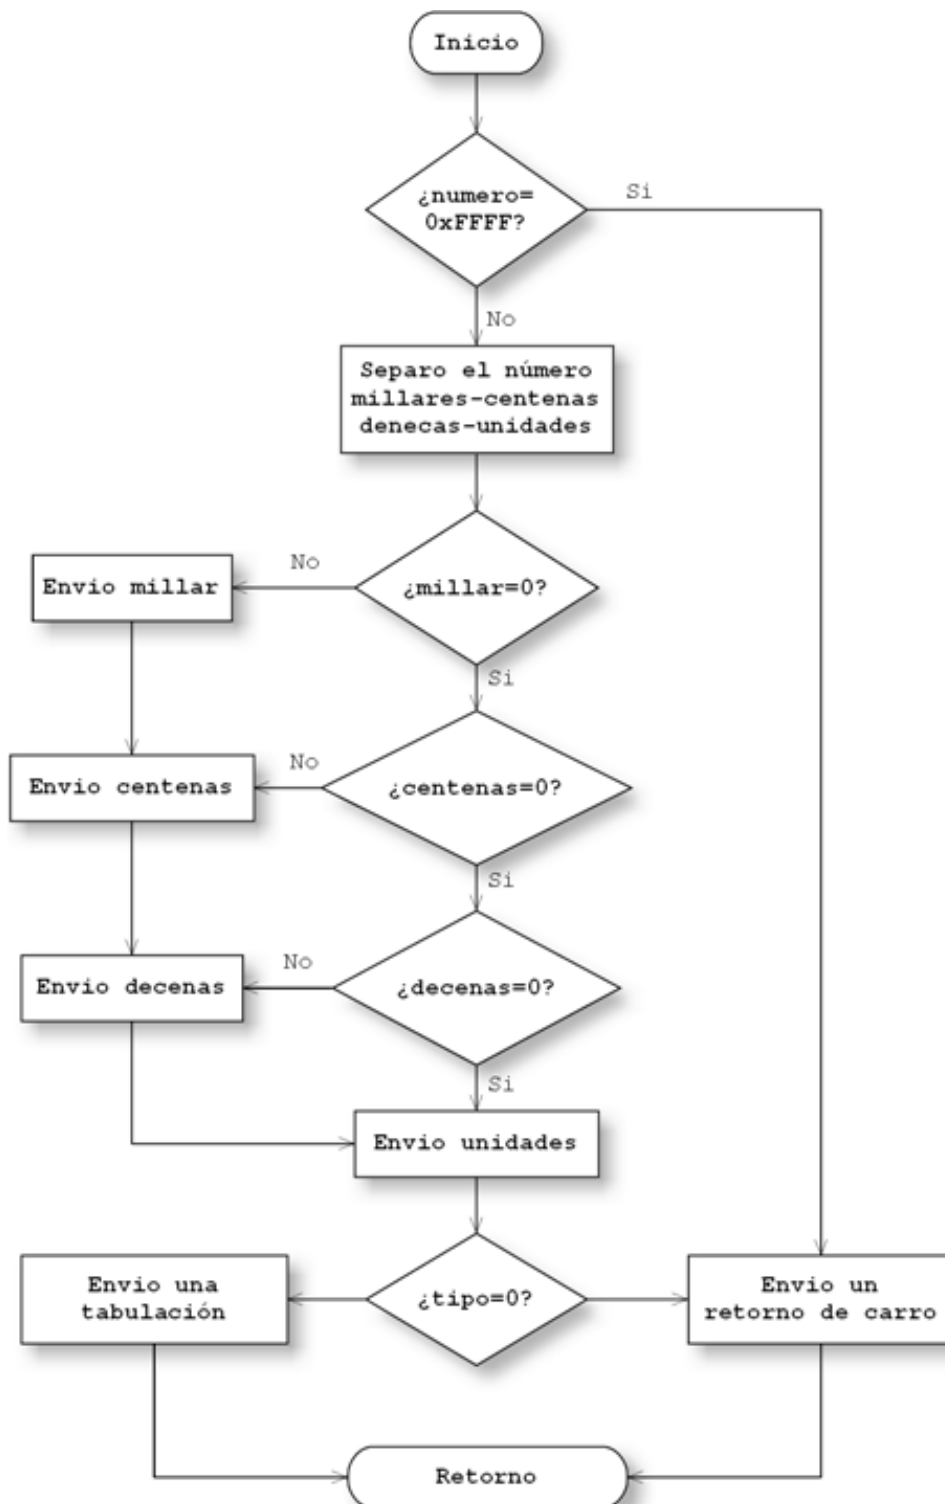 Inicio
¿numero=
0xFFFF?
Si
No
Separo el número
millares-centenas
denecas-unidades
No
Envio millar
¿millar=0?
Si
No
Envio centenas
¿centenas=0?
Si
No
Envio decenas
¿decenas=0?
Si
Envio unidades
Envio una
tabulación
¿tipo=0?
Envio un
retorno de carro
Retorno